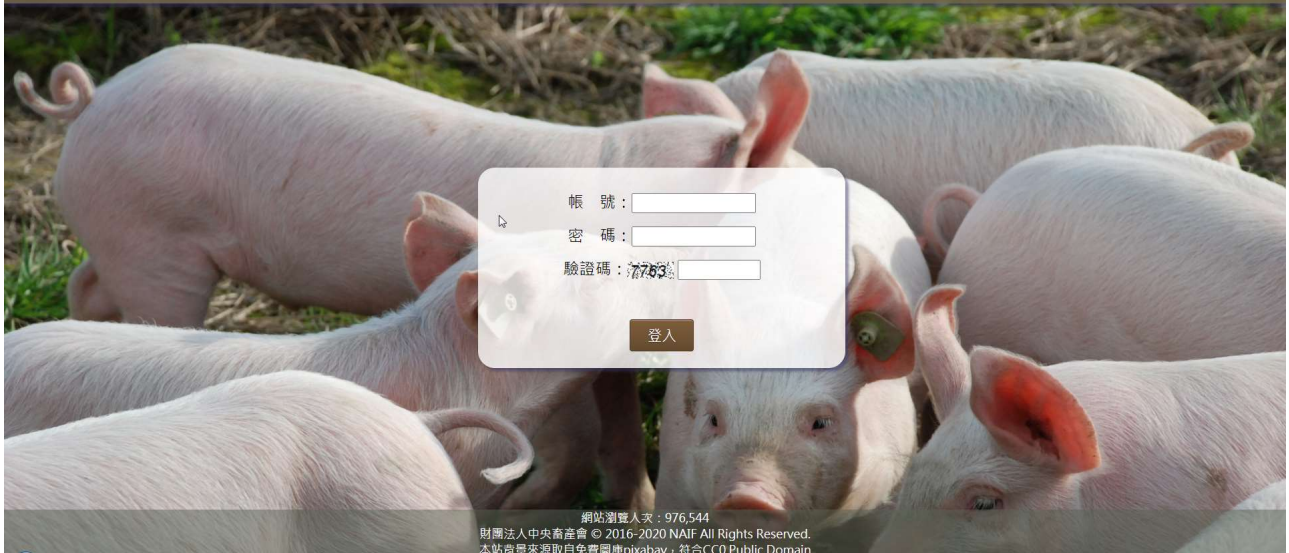 帳 號：
密 碼：
驗證碼：7763
登入
網站瀏覽人次：976,544
財團法人中央畜產會 © 2016-2020 NAIF All Rights Reserved.
本站背景來源取自免費圖庫pixabay，符合CC0 Public Domain